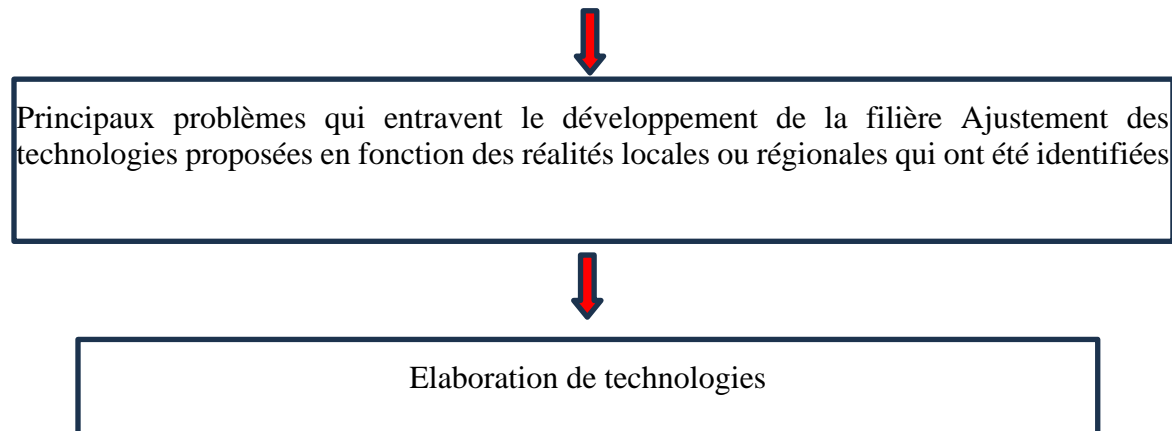 Principaux problèmes qui entravent le développement de la filière Ajustement des
technologies proposées en fonction des réalités locales ou régionales qui ont été identifiées
Elaboration de technologies